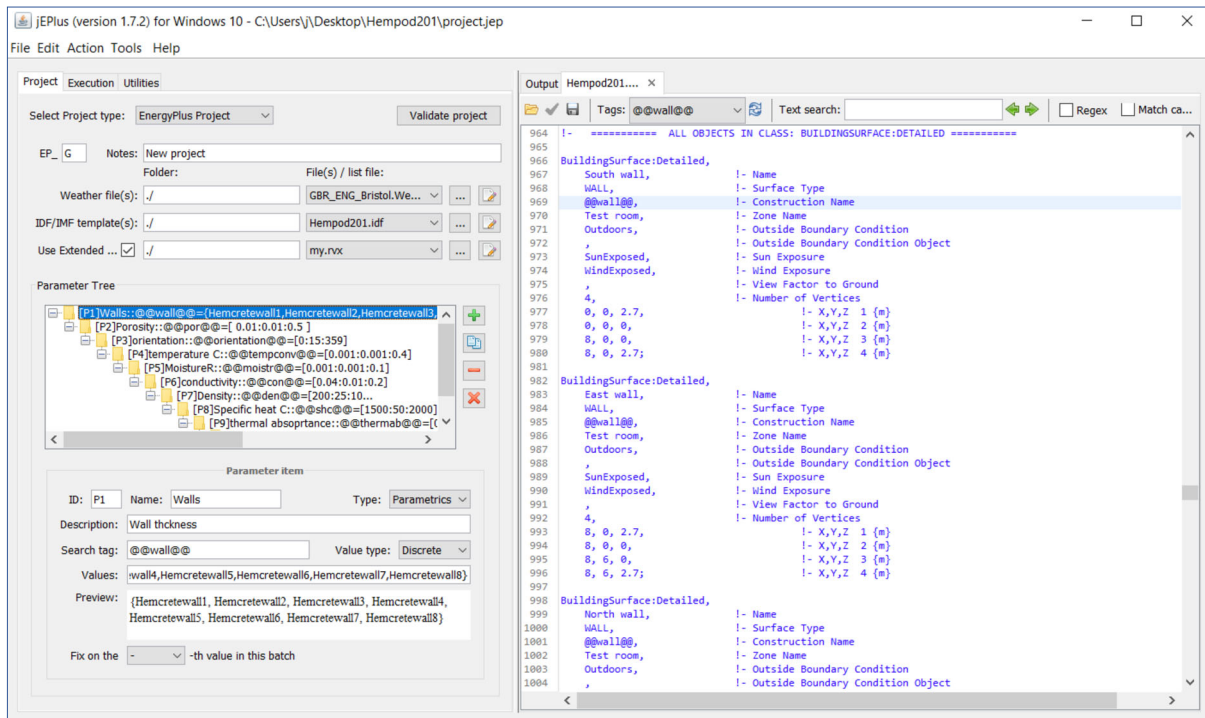 jEPlus (version 1.7.2) for Windows 10 - C:\Users\j\Desktop\Hempod201\project.jep
File Edit Action Tools Help
Project Execution Utilities
Select Project type: EnergyPlus Project Validate project
EP_ G Notes: New project
Folder: File(s) / list file:
Weather file(s): ./ GBR_ENG_Bristol.We... ...
IDF/IMF template(s): ./ Hempod201.idf ...
Use Extended ... ./ my.rvx ...
Parameter Tree
[P1]Walls::@@wall@@={Hemcretewall1,Hemcretewall2,Hemcretewall3,
[P2]Porosity::@@por@@=[ 0.01:0.01:0.5 ]
[P3]orientation::@@orientation@@=[0:15:359]
[P4]temperature C::@@tempconv@@=[0.001:0.001:0.4]
[P5]MoistureR::@@moistr@@=[0.001:0.001:0.1]
[P6]conductivity::@@con@@=[0.04:0.01:0.2]
[P7]Density::@@den@@=[200:25:10...
[P8]Specific heat C::@@shc@@=[1500:50:2000]
[P9]thermal absoprtance::@@thermab@@=[0
Parameter item
ID: P1 Name: Walls Type: Parametrics
Description: Wall thckness
Search tag: @@wall@@ Value type: Discrete
Values: wall4,Hemcretewall5,Hemcretewall6,Hemcretewall7,Hemcretewall8}
Preview: {Hemcretewall1, Hemcretewall2, Hemcretewall3, Hemcretewall4,
Hemcretewall5, Hemcretewall6, Hemcretewall7, Hemcretewall8}
Fix on the - -th value in this batch
Output Hempod201....
Tags: @@wall@@ Text search: Regex Match ca...
964 !- =========== ALL OBJECTS IN CLASS: BUILDINGSURFACE:DETAILED ===========
965
966 BuildingSurface:Detailed,
967 South wall, !- Name
968 WALL, !- Surface Type
969 @@wall@@, !- Construction Name
970 Test room, !- Zone Name
971 Outdoors, !- Outside Boundary Condition
972 , !- Outside Boundary Condition Object
973 SunExposed, !- Sun Exposure
974 WindExposed, !- Wind Exposure
975 , !- View Factor to Ground
976 4, !- Number of Vertices
977 0, 0, 2.7, !- X,Y,Z 1 {m}
978 0, 0, 0, !- X,Y,Z 2 {m}
979 8, 0, 0, !- X,Y,Z 3 {m}
980 8, 0, 2.7; !- X,Y,Z 4 {m}
981
982 BuildingSurface:Detailed,
983 East wall, !- Name
984 WALL, !- Surface Type
985 @@wall@@, !- Construction Name
986 Test room, !- Zone Name
987 Outdoors, !- Outside Boundary Condition
988 , !- Outside Boundary Condition Object
989 SunExposed, !- Sun Exposure
990 WindExposed, !- Wind Exposure
991 , !- View Factor to Ground
992 4, !- Number of Vertices
993 8, 0, 2.7, !- X,Y,Z 1 {m}
994 8, 0, 0, !- X,Y,Z 2 {m}
995 8, 6, 0, !- X,Y,Z 3 {m}
996 8, 6, 2.7; !- X,Y,Z 4 {m}
997
998 BuildingSurface:Detailed,
999 North wall, !- Name
1000 WALL, !- Surface Type
1001 @@wall@@, !- Construction Name
1002 Test room, !- Zone Name
1003 Outdoors, !- Outside Boundary Condition
1004 , !- Outside Boundary Condition Object